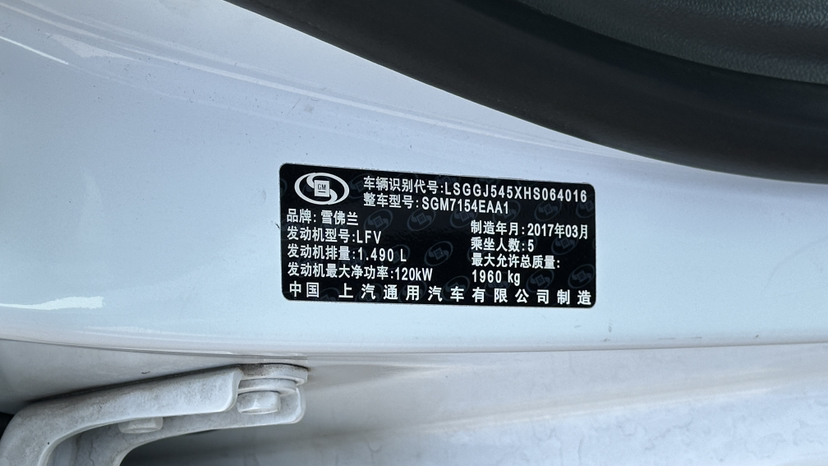 GM
车辆识别代号:LSGGJ545XHS064016
整车型号:SGM7154EAA1
品牌:雪佛兰
制造年月:2017年03月
发动机型号:LFV
乘坐人数:5
发动机排量:1.490 L
最大允许总质量:
发动机最大净功率:120kW
1960 kg
中国 上汽通用汽车有限公司制造